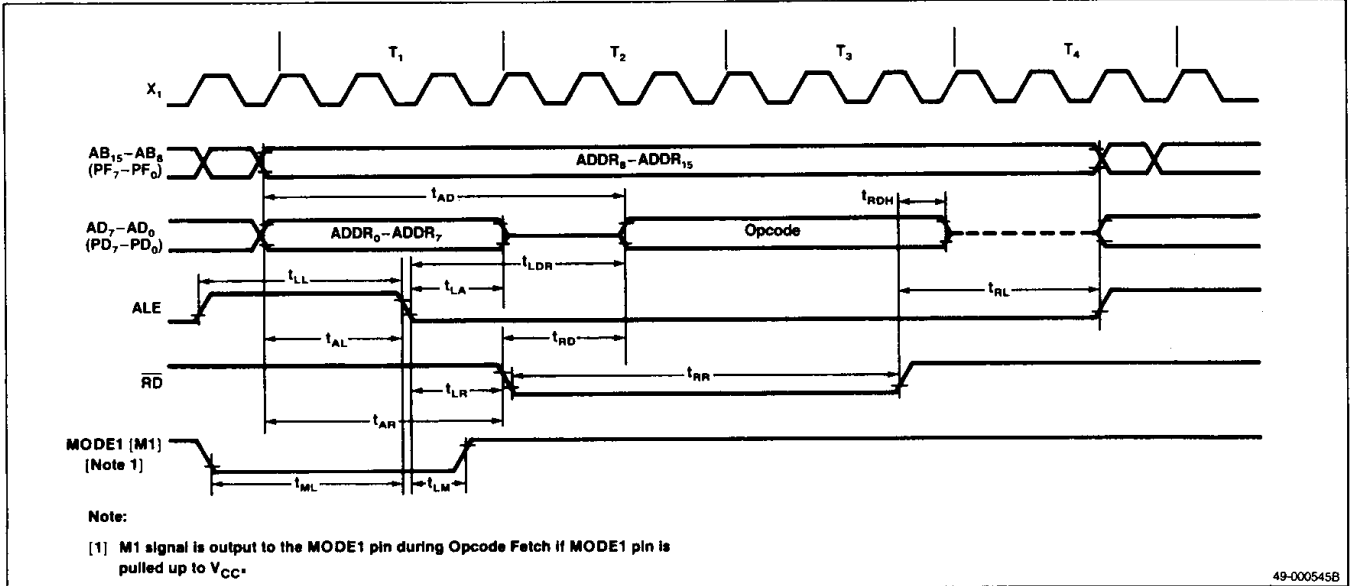 T₁ T₂ T₃ T₄
X₁
AB₁₅–AB₈
(PF₇–PF₀)
ADDR₈–ADDR₁₅
tAD
tRDH
AD₇–AD₀
(PD₇–PD₀)
ADDR₀–ADDR₇
Opcode
tLDR
tLL
tLA
tRL
ALE
tAL
tRD
RD
tRR
tLR
tAR
MODE1 [M1]
[Note 1]
tML
tLM
Note:
[1] M1 signal is output to the MODE1 pin during Opcode Fetch if MODE1 pin is
pulled up to VCC.
49-000545B